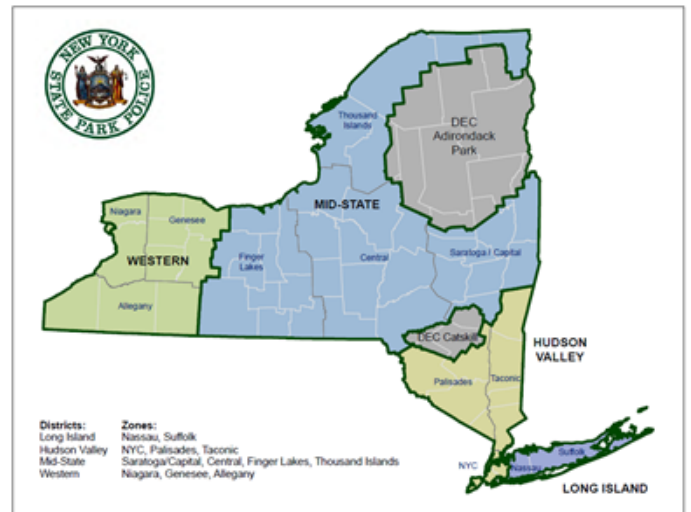 NEW YORK
STATE PARK POLICE
DEC
Adirondack
Park
Thousand
Islands
MID-STATE
Niagara
Genesee
WESTERN
Finger
Lakes
Central
Saratoga / Capital
Allegany
DEC Catskill
HUDSON
VALLEY
Palisades
Taconic
Districts: Zones:
Long Island Nassau, Suffolk
Hudson Valley NYC, Palisades, Taconic
Mid-State Saratoga/Capital, Central, Finger Lakes, Thousand Islands
Western Niagara, Genesee, Allegany
NYC
Nassau
Suffolk
LONG ISLAND